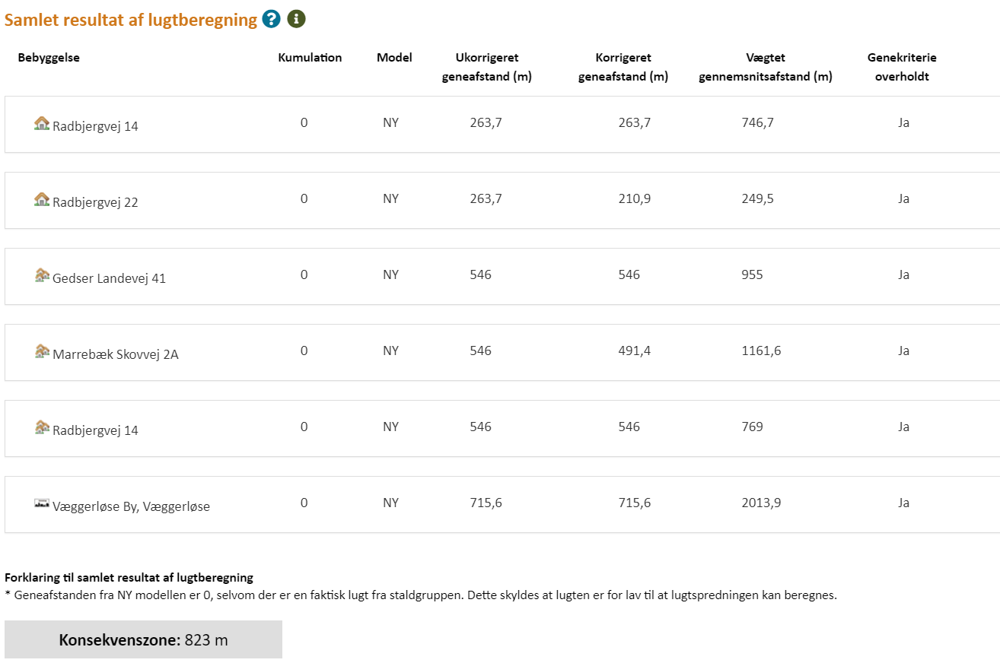 Samlet resultat af lugtberegning ? i
Bebyggelse Kumulation Model Ukorrigeret geneafstand (m) Korrigeret geneafstand (m) Vægtet gennemsnitsafstand (m) Genekriterie overholdt
Radbjergvej 14 0 NY 263,7 263,7 746,7 Ja
Radbjergvej 22 0 NY 263,7 210,9 249,5 Ja
Gedser Landevej 41 0 NY 546 546 955 Ja
Marrebæk Skovvej 2A 0 NY 546 491,4 1161,6 Ja
Radbjergvej 14 0 NY 546 546 769 Ja
Væggerløse By, Væggerløse 0 NY 715,6 715,6 2013,9 Ja
Forklaring til samlet resultat af lugtberegning
* Geneafstanden fra NY modellen er 0, selvom der er en faktisk lugt fra staldgruppen. Dette skyldes at lugten er for lav til at lugtspredningen kan beregnes.
Konsekvenszone: 823 m